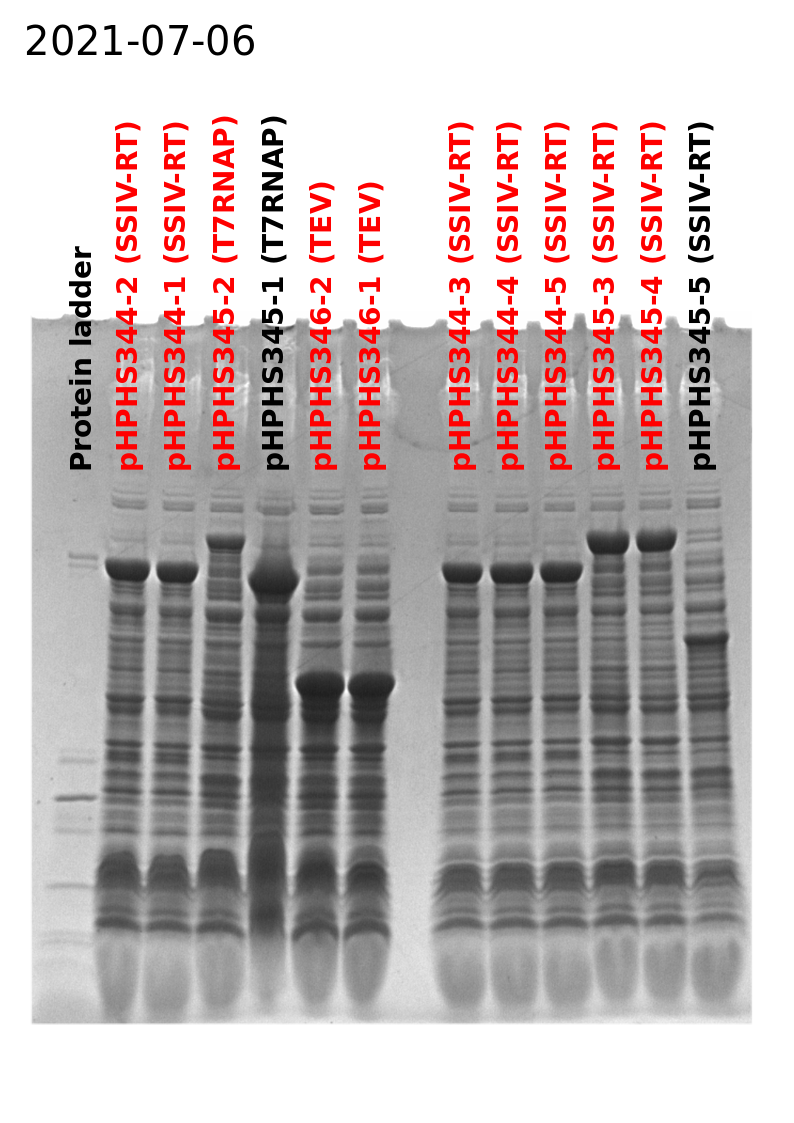 2021-07-06
Protein ladder
pHPHS344-2 (SSIV-RT)
pHPHS344-1 (SSIV-RT)
pHPHS345-2 (T7RNAP)
pHPHS345-1 (T7RNAP)
pHPHS346-2 (TEV)
pHPHS346-1 (TEV)
pHPHS344-3 (SSIV-RT)
pHPHS344-4 (SSIV-RT)
pHPHS344-5 (SSIV-RT)
pHPHS345-3 (SSIV-RT)
pHPHS345-4 (SSIV-RT)
pHPHS345-5 (SSIV-RT)